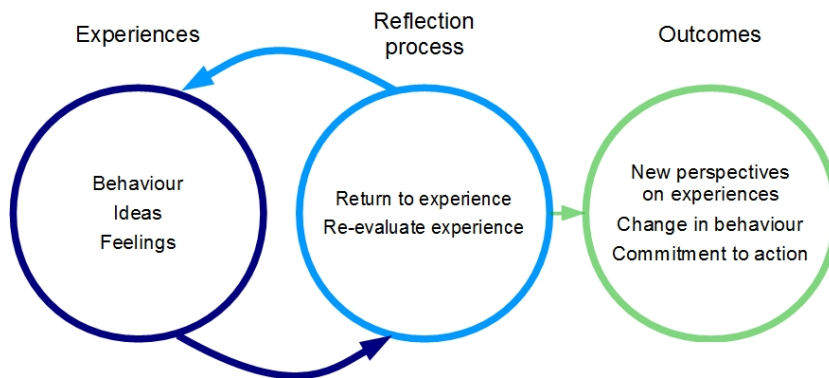 Experiences
Reflection
process
Outcomes
Behaviour
Ideas
Feelings
Return to experience
Re-evaluate experience
New perspectives
on experiences
Change in behaviour
Commitment to action